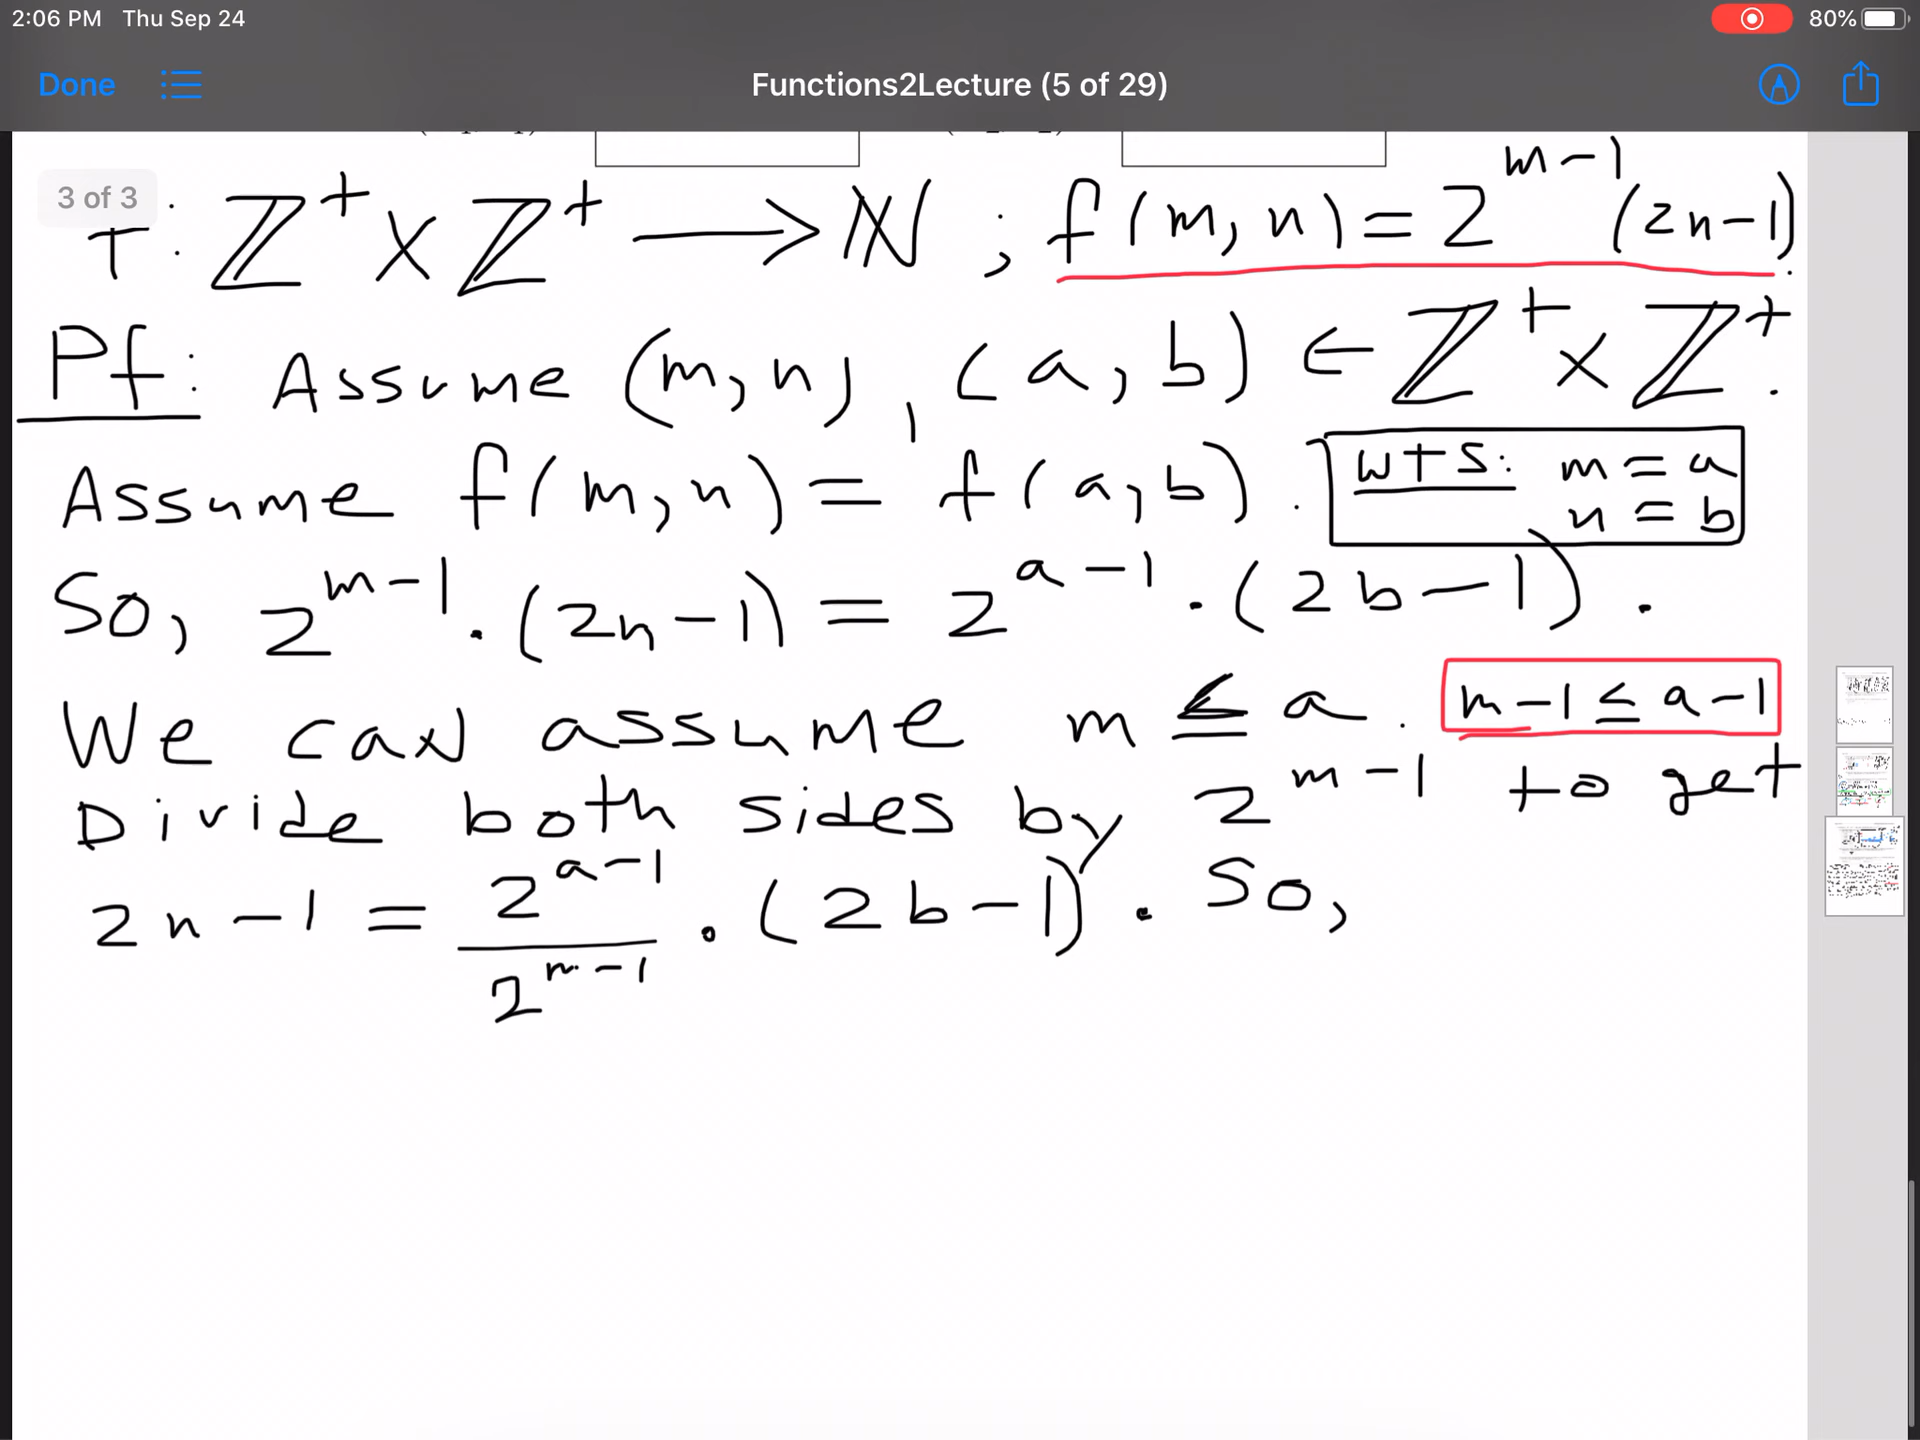 2:06 PM Thu Sep 24
80%
Done
Functions2Lecture (5 of 29)
3 of 3
f : ℤ⁺ × ℤ⁺ ⟶ ℕ ; f(m, n) = 2^{m-1} (2n-1).
Pf: Assume (m, n), (a, b) ∈ ℤ⁺ × ℤ⁺.
Assume f(m, n) = f(a, b).
WTS: m = a
n = b
So, 2^{m-1} · (2n-1) = 2^{a-1} · (2b-1).
We can assume m ≤ a.
m-1 ≤ a-1
Divide both sides by 2^{m-1} to get
2n-1 = \frac{2^{a-1}}{2^{m-1}} · (2b-1). So,